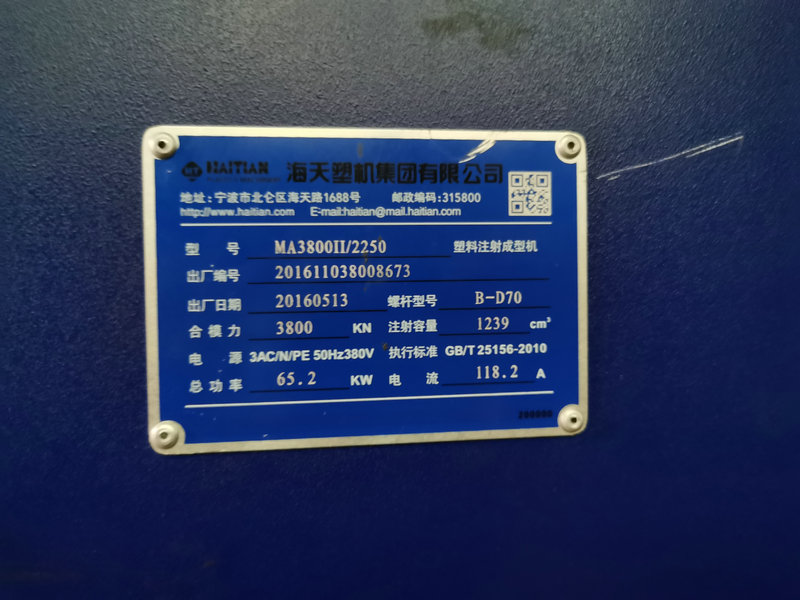 HAITIAN 海天塑机集团有限公司
地址:宁波市北仑区海天路1688号 邮政编码:315800
http://www.haitian.com E-mail:haitian@mail.haitian.com
型号 MA3800II/2250 塑料注射成型机
出厂编号 201611038008673
出厂日期 20160513 螺杆型号 B-D70
合模力 3800 KN 注射容量 1239 cm³
电源 3AC/N/PE 50Hz380V 执行标准 GB/T 25156-2010
总功率 65.2 KW 电流 118.2 A